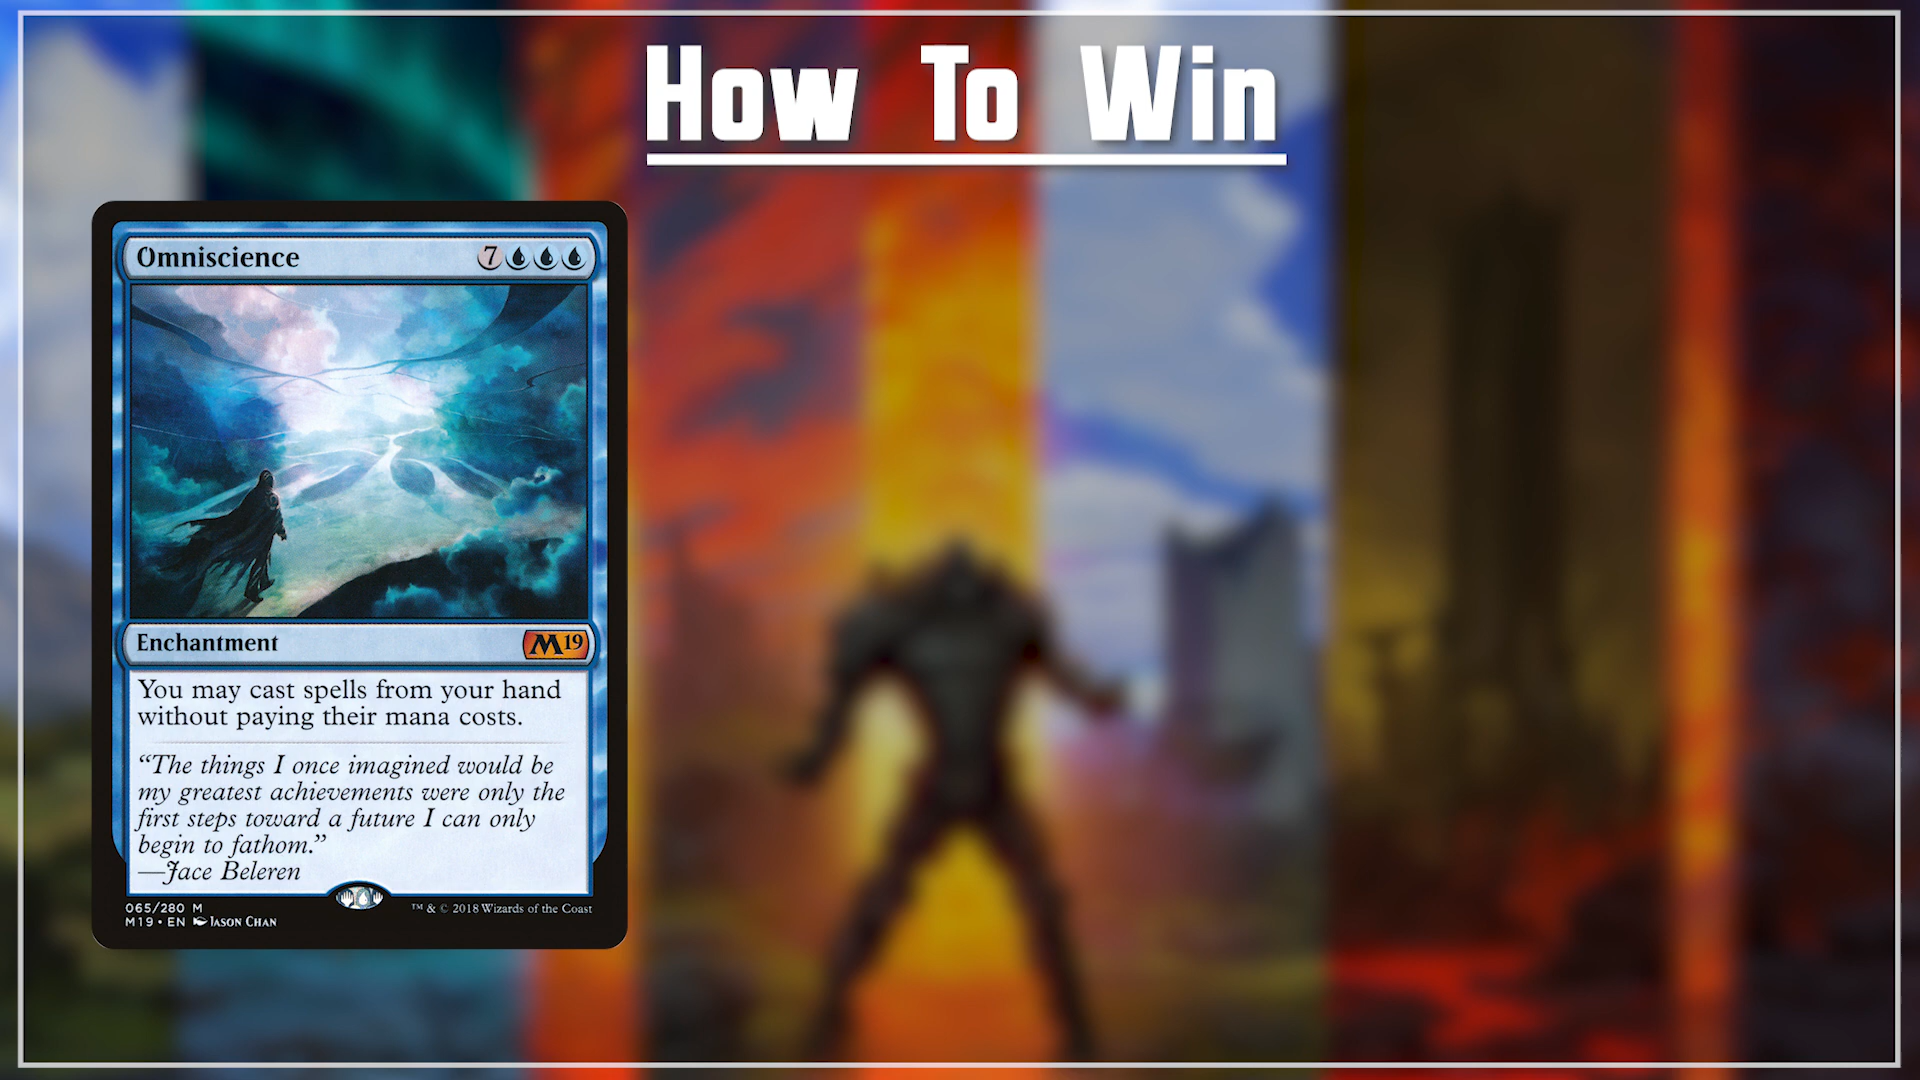 How To Win
Omniscience 7
Enchantment M19
You may cast spells from your hand
without paying their mana costs.
“The things I once imagined would be
my greatest achievements were only the
first steps toward a future I can only
begin to fathom.”
—Jace Beleren
065/280 M
M19 • EN Jason Chan
™ & © 2018 Wizards of the Coast